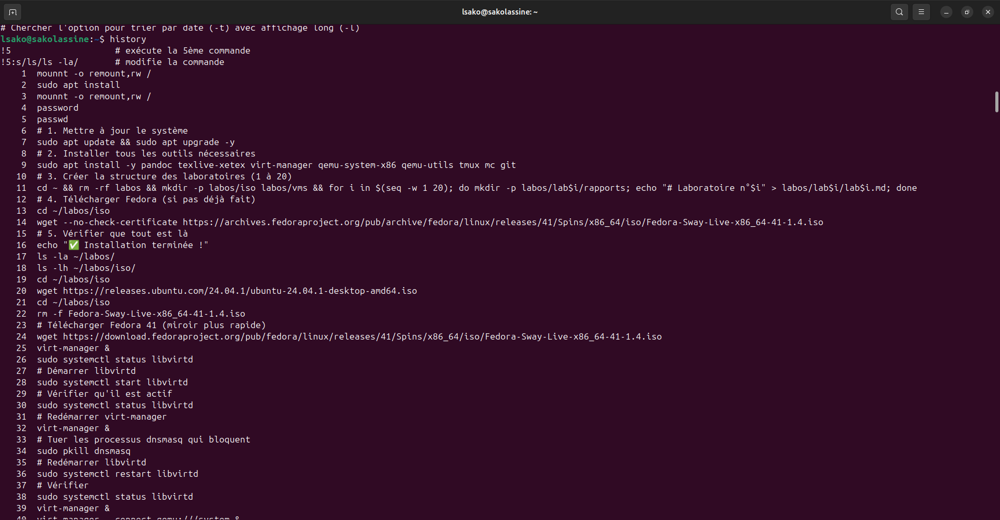 lsako@sakolassine: ~
# Chercher l'option pour trier par date (-t) avec affichage long (-l)
lsako@sakolassine:~$ history
!5                    # exécute la 5ème commande
!5:s/ls/ls -la/       # modifie la commande
    1  mounnt -o remount,rw /
    2  sudo apt install
    3  mounnt -o remount,rw /
    4  password
    5  passwd
    6  # 1. Mettre à jour le système
    7  sudo apt update && sudo apt upgrade -y
    8  # 2. Installer tous les outils nécessaires
    9  sudo apt install -y pandoc texlive-xetex virt-manager qemu-system-x86 qemu-utils tmux mc git
   10  # 3. Créer la structure des laboratoires (1 à 20)
   11  cd ~ && rm -rf labos && mkdir -p labos/iso labos/vms && for i in $(seq -w 1 20); do mkdir -p labos/lab$i/rapports; echo "# Laboratoire n°$i" > labos/lab$i/lab$i.md; done
   12  # 4. Télécharger Fedora (si pas déjà fait)
   13  cd ~/labos/iso
   14  wget --no-check-certificate https://archives.fedoraproject.org/pub/archive/fedora/linux/releases/41/Spins/x86_64/iso/Fedora-Sway-Live-x86_64-41-1.4.iso
   15  # 5. Vérifier que tout est là
   16  echo "✅ Installation terminée !"
   17  ls -la ~/labos/
   18  ls -lh ~/labos/iso/
   19  cd ~/labos/iso
   20  wget https://releases.ubuntu.com/24.04.1/ubuntu-24.04.1-desktop-amd64.iso
   21  cd ~/labos/iso
   22  rm -f Fedora-Sway-Live-x86_64-41-1.4.iso
   23  # Télécharger Fedora 41 (miroir plus rapide)
   24  wget https://download.fedoraproject.org/pub/fedora/linux/releases/41/Spins/x86_64/iso/Fedora-Sway-Live-x86_64-41-1.4.iso
   25  virt-manager &
   26  sudo systemctl status libvirtd
   27  # Démarrer libvirtd
   28  sudo systemctl start libvirtd
   29  # Vérifier qu'il est actif
   30  sudo systemctl status libvirtd
   31  # Redémarrer virt-manager
   32  virt-manager &
   33  # Tuer les processus dnsmasq qui bloquent
   34  sudo pkill dnsmasq
   35  # Redémarrer libvirtd
   36  sudo systemctl restart libvirtd
   37  # Vérifier
   38  sudo systemctl status libvirtd
   39  virt-manager &
   40  virt-manager --connect qemu:///system &